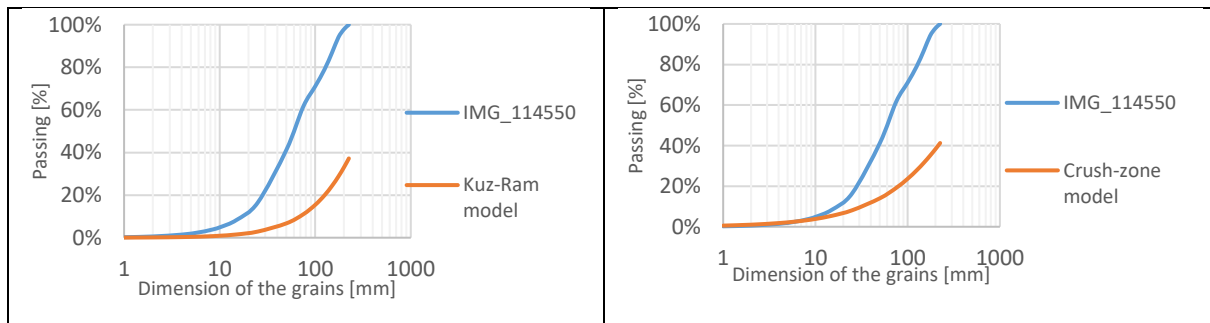 100%
80%
60%
40%
20%
0%
Passing [%]
1
10
100
1000
Dimension of the grains [mm]
IMG_114550
Kuz-Ram
model
100%
80%
60%
40%
20%
0%
Passing [%]
1
10
100
1000
Dimension of the grains [mm]
IMG_114550
Crush-zone
model